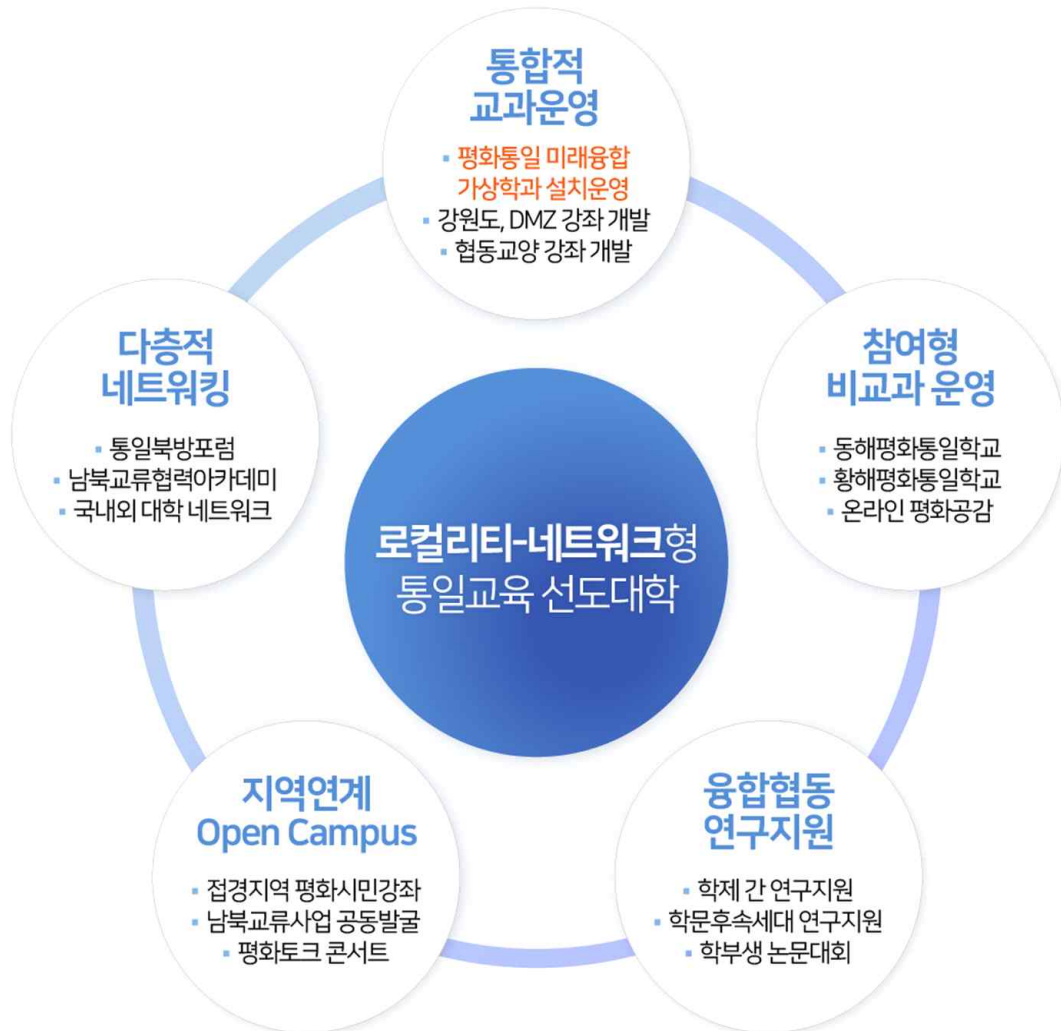 통합적
교과운영
▪ 평화통일 미래융합
가상학과 설치운영
▪ 강원도, DMZ 강좌 개발
▪ 협동교양 강좌 개발
다층적
네트워킹
▪ 통일북방포럼
▪ 남북교류협력아카데미
▪ 국내외 대학 네트워크
참여형
비교과 운영
▪ 동해평화통일학교
▪ 황해평화통일학교
▪ 온라인 평화공감
로컬리티-네트워크형
통일교육 선도대학
지역연계
Open Campus
▪ 접경지역 평화시민강좌
▪ 남북교류사업 공동발굴
▪ 평화토크 콘서트
융합협동
연구지원
▪ 학제 간 연구지원
▪ 학문후속세대 연구지원
▪ 학부생 논문대회